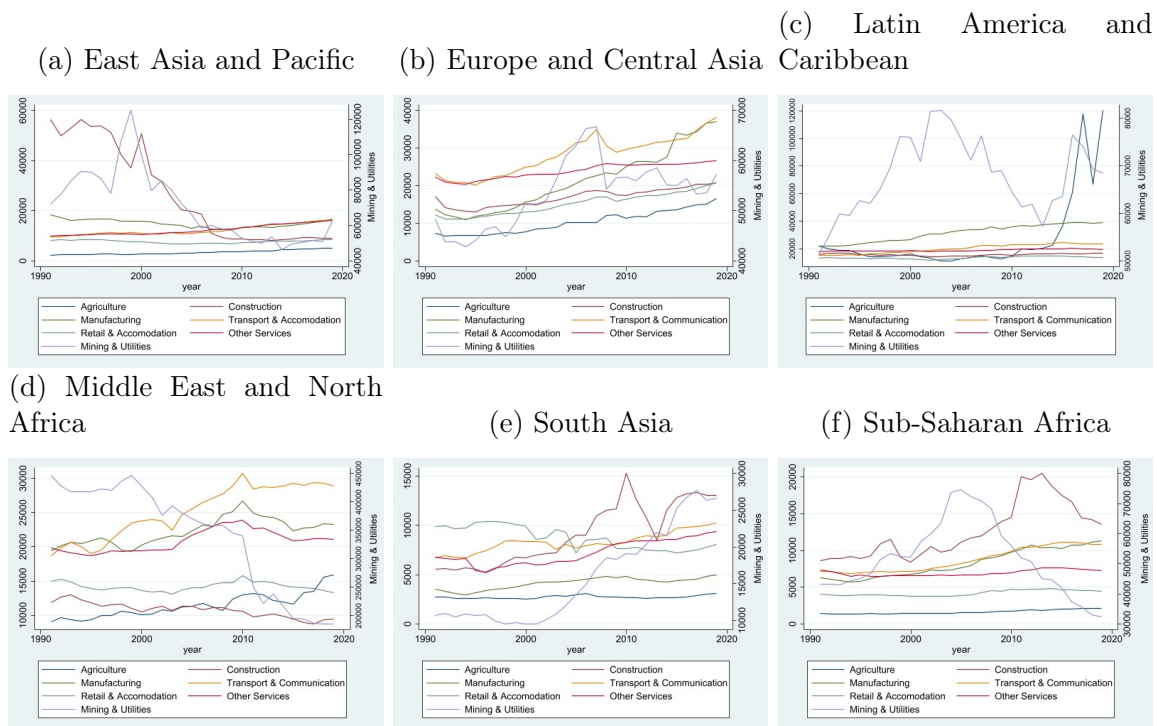 (a) East Asia and Pacific
(b) Europe and Central Asia
(c) Latin America and
Caribbean
60000
40000
20000
0
120000
100000
80000
60000
40000
Mining & Utilities
1990 2000 2010 2020
year
Agriculture Construction
Manufacturing Transport & Accomodation
Retail & Accomodation Other Services
Mining & Utilities
40000
30000
20000
10000
0
70000
60000
50000
40000
Mining & Utilities
1990 2000 2010 2020
year
Agriculture Construction
Manufacturing Transport & Communication
Retail & Accomodation Other Services
Mining & Utilities
120000
100000
80000
60000
40000
20000
80000
70000
60000
50000
Mining & Utilities
1990 2000 2010 2020
year
Agriculture Construction
Manufacturing Transport & Communication
Retail & Accomodation Other Services
Mining & Utilities
(d) Middle East and North
Africa
(e) South Asia
(f) Sub-Saharan Africa
30000
25000
20000
15000
10000
450000
400000
350000
300000
250000
200000
Mining & Utilities
1990 2000 2010 2020
year
Agriculture Construction
Manufacturing Transport & Communication
Retail & Accomodation Other Services
Mining & Utilities
15000
10000
5000
0
30000
25000
20000
15000
10000
Mining & Utilities
1990 2000 2010 2020
year
Agriculture Construction
Manufacturing Transport & Communication
Retail & Accomodation Other Services
Mining & Utilities
20000
15000
10000
5000
0
80000
70000
60000
50000
40000
30000
Mining & Utilities
1990 2000 2010 2020
year
Agriculture Construction
Manufacturing Transport & Communication
Retail & Accomodation Other Services
Mining & Utilities